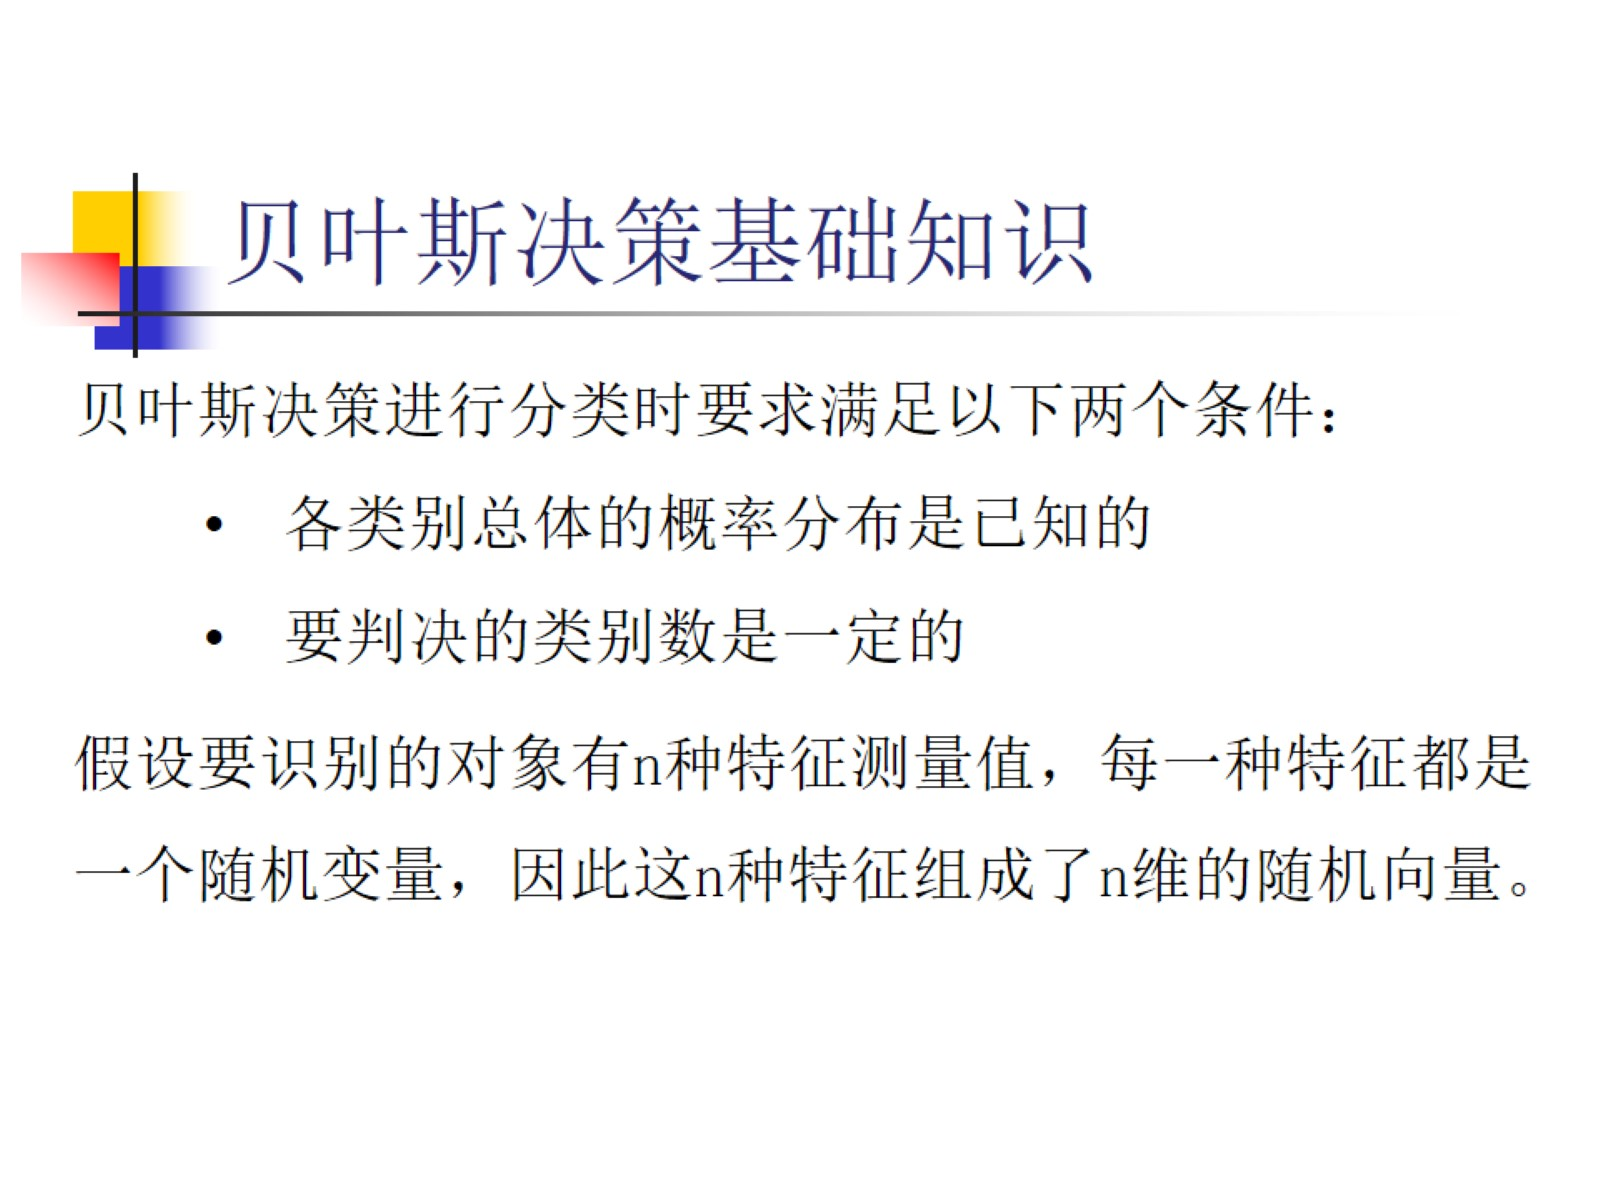 贝叶斯决策基础知识
贝叶斯决策进行分类时要求满足以下两个条件：
• 各类别总体的概率分布是已知的
• 要判决的类别数是一定的
假设要识别的对象有n种特征测量值，每一种特征都是
一个随机变量，因此这n种特征组成了n维的随机向量。